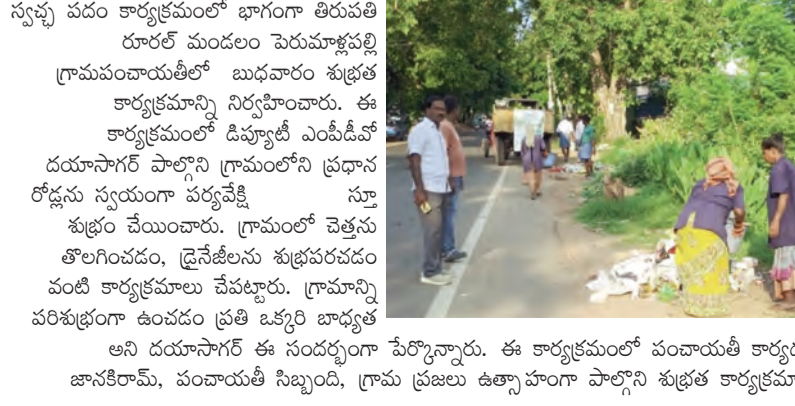 స్వచ్ఛ పదం కార్యక్రమంలో భాగంగా తిరుపతి
రూరల్ మండలం పెరుమాళ్లపల్లి
గ్రామపంచాయతీలో బుధవారం శుభ్రత
కార్యక్రమాన్ని నిర్వహించారు. ఈ
కార్యక్రమంలో డిప్యూటీ ఎంపీడీవో
దయాసాగర్ పాల్గొని గ్రామంలోని ప్రధాన
రోడ్లను స్వయంగా పర్యవేక్షి స్తూ
శుభ్రం చేయించారు. గ్రామంలో చెత్తను
తొలగించడం, డ్రైనేజీలను శుభ్రపరచడం
వంటి కార్యక్రమాలు చేపట్టారు. గ్రామాన్ని
పరిశుభ్రంగా ఉంచడం ప్రతి ఒక్కరి బాధ్యత
అని దయాసాగర్ ఈ సందర్భంగా పేర్కొన్నారు. ఈ కార్యక్రమంలో పంచాయతీ
జానకిరామ్, పంచాయతీ సిబ్బంది, గ్రామ ప్రజలు ఉత్సాహంగా పాల్గొని శుభ్రత